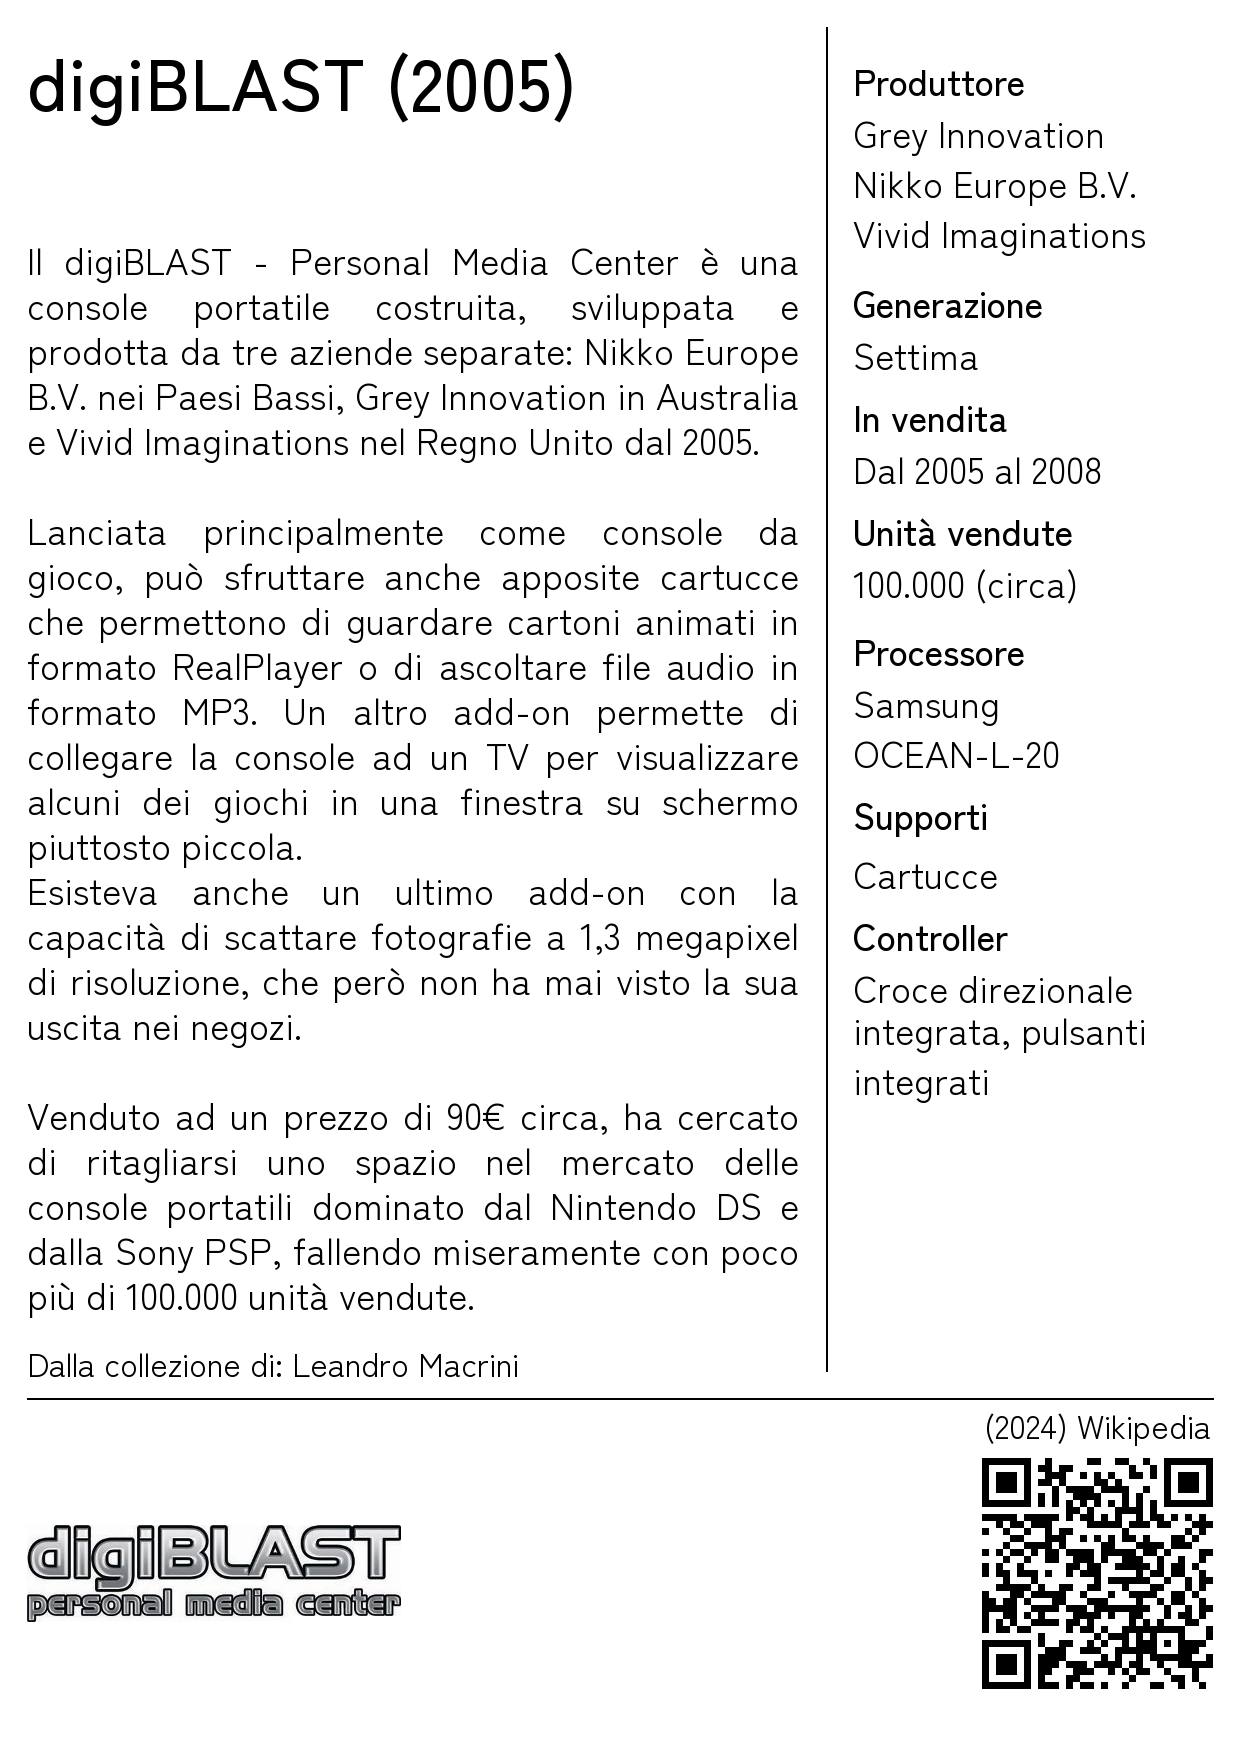 digiBLAST (2005)
Il digiBLAST - Personal Media Center è una
console portatile costruita, sviluppata e
prodotta da tre aziende separate: Nikko Europe
B.V. nei Paesi Bassi, Grey Innovation in Australia
e Vivid Imaginations nel Regno Unito dal 2005.
Lanciata principalmente come console da
gioco, può sfruttare anche apposite cartucce
che permettono di guardare cartoni animati in
formato RealPlayer o di ascoltare file audio in
formato MP3. Un altro add-on permette di
collegare la console ad un TV per visualizzare
alcuni dei giochi in una finestra su schermo
piuttosto piccola.
Esisteva anche un ultimo add-on con la
capacità di scattare fotografie a 1,3 megapixel
di risoluzione, che però non ha mai visto la sua
uscita nei negozi.
Venduto ad un prezzo di 90€ circa, ha cercato
di ritagliarsi uno spazio nel mercato delle
console portatili dominato dal Nintendo DS e
dalla Sony PSP, fallendo miseramente con poco
più di 100.000 unità vendute.
Dalla collezione di: Leandro Macrini
Produttore
Grey Innovation
Nikko Europe B.V.
Vivid Imaginations
Generazione
Settima
In vendita
Dal 2005 al 2008
Unità vendute
100.000 (circa)
Processore
Samsung
OCEAN-L-20
Supporti
Cartucce
Controller
Croce direzionale
integrata, pulsanti
integrati
(2024) Wikipedia
digiBLAST
personal media center